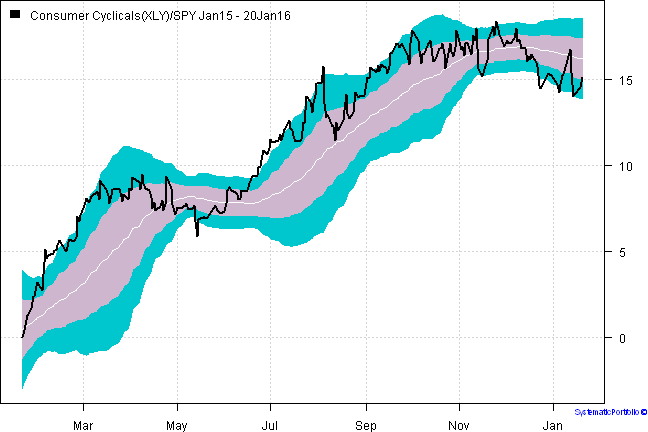 Consumer Cyclicals(XLY)/SPY Jan15 - 20Jan16
15
10
5
0
Mar May Jul Sep Nov Jan
SystematicPortfolio ©